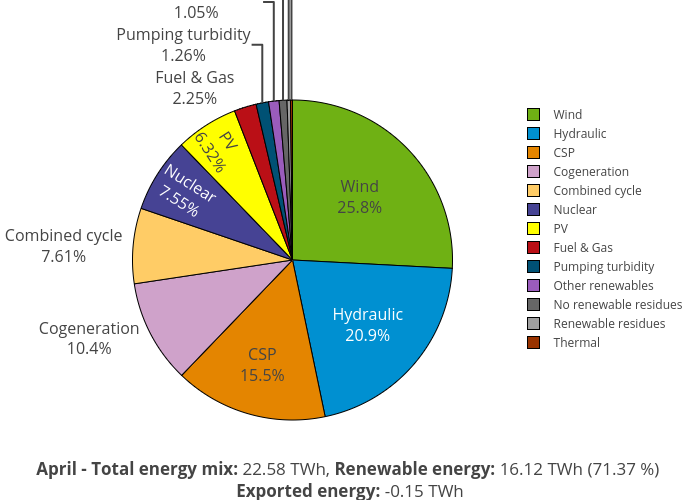 1.05%
Pumping turbidity
1.26%
Fuel & Gas
2.25%
PV
6.32%
Nuclear
7.55%
Combined cycle
7.61%
Cogeneration
10.4%
CSP
15.5%
Hydraulic
20.9%
Wind
25.8%
Wind
Hydraulic
CSP
Cogeneration
Combined cycle
Nuclear
PV
Fuel & Gas
Pumping turbidity
Other renewables
No renewable residues
Renewable residues
Thermal
April - Total energy mix: 22.58 TWh, Renewable energy: 16.12 TWh (71.37 %)
Exported energy: -0.15 TWh